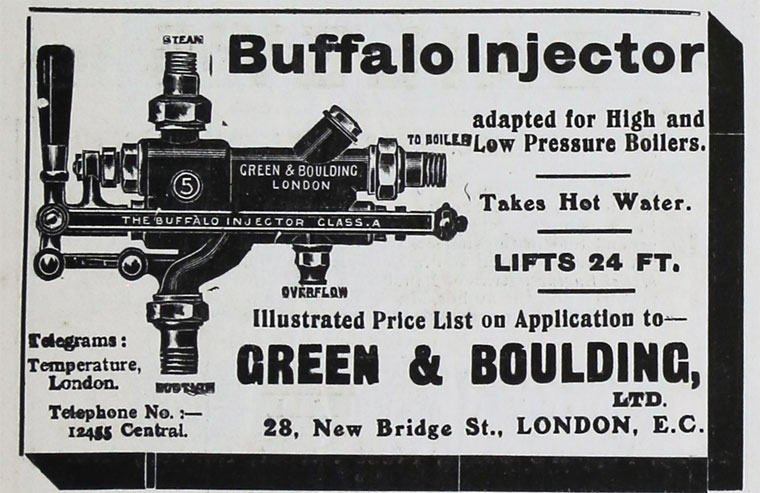 Buffalo Injector
adapted for High and
Low Pressure Boilers.
Takes Hot Water.
LIFTS 24 FT.
STEAM
TO BOILER
GREEN & BOULDING
LONDON
5
THE BUFFALO INJECTOR CLASS.A
OVERFLOW
SUCTION
Illustrated Price List on Application to—
GREEN & BOULDING,
LTD.
28, New Bridge St., LONDON, E.C.
Telegrams:
Temperature,
London.
Telephone No. :—
12455 Central.